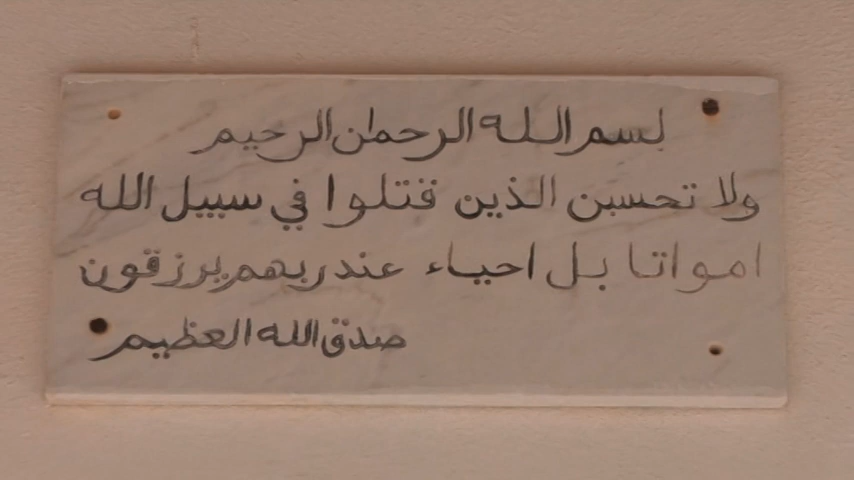 بسم الله الرحمن الرحيم
ولا تحسبن الذين قتلوا في سبيل الله
امواتا بل احياء عند ربهم يرزقون
صدق الله العظيم